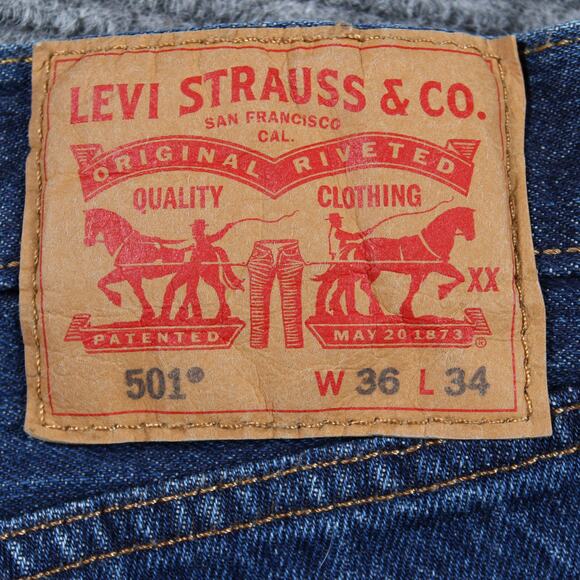 LEVI STRAUSS & CO.
SAN FRANCISCO
CAL.
ORIGINAL RIVETED
QUALITY CLOTHING
XX
PATENTED MAY 20 1873 ®
501® W 36 L 34